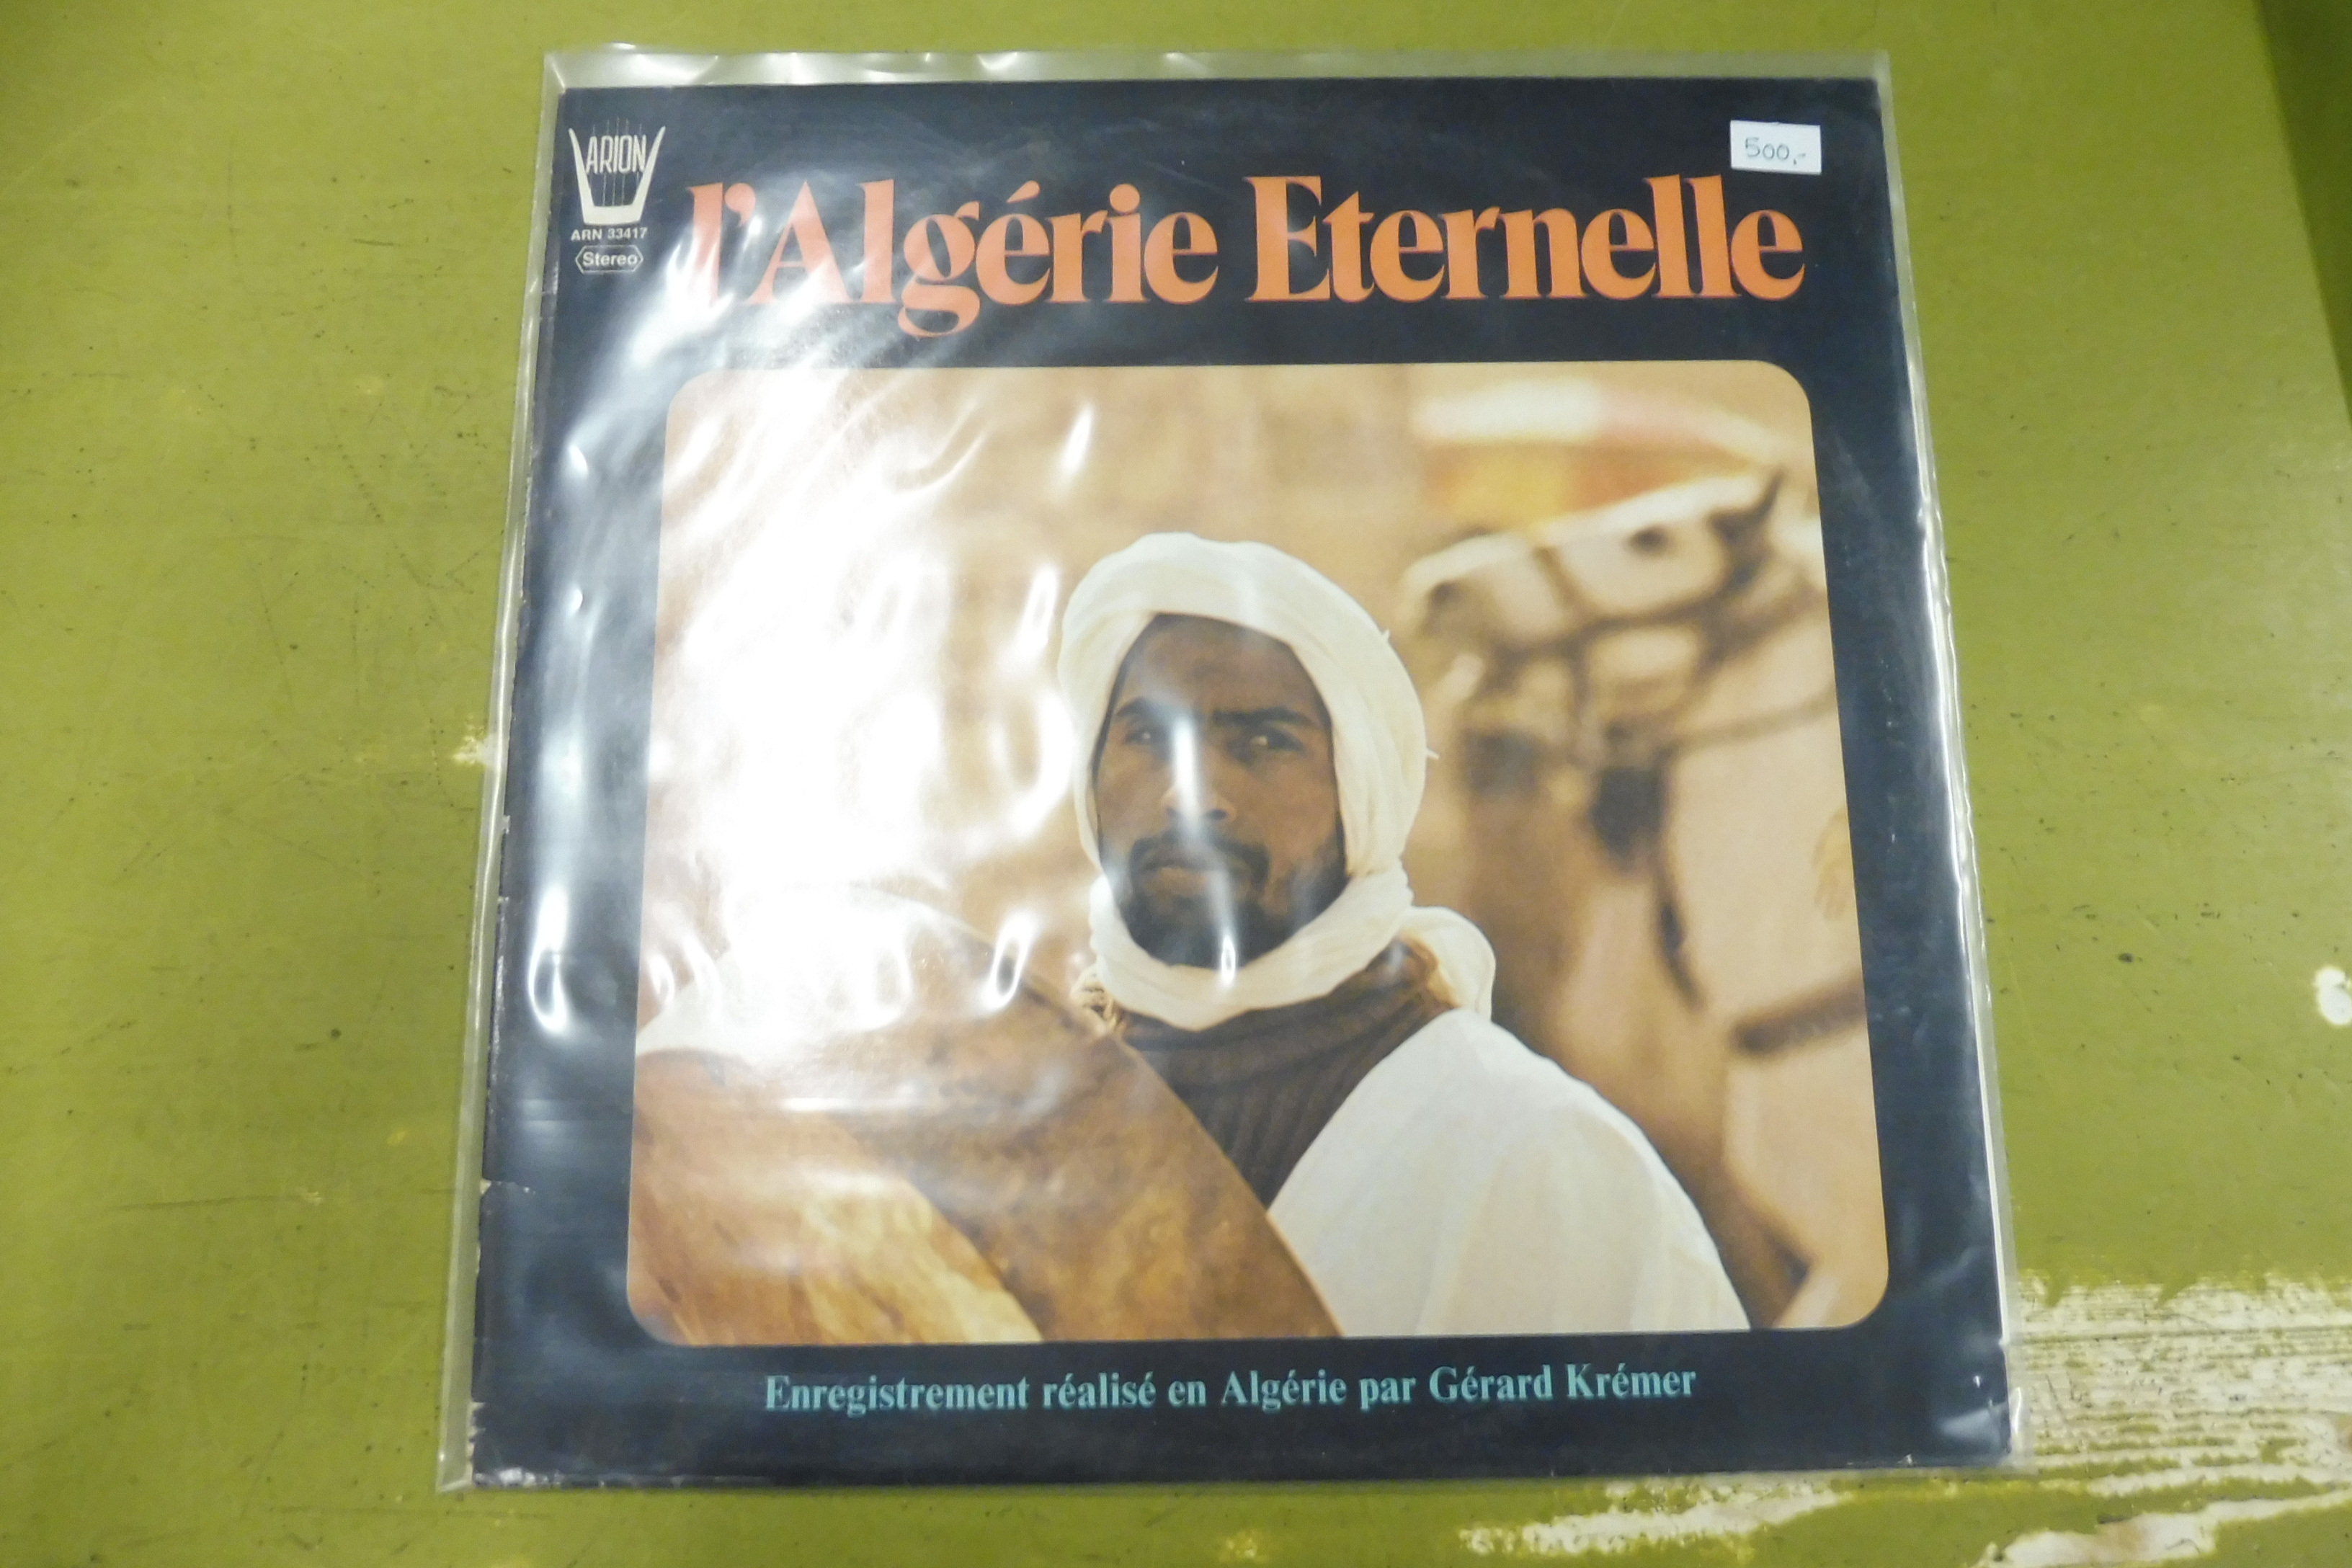 ARION
ARN 33417
Stereo
500,-
l'Algérie Eternelle
Enregistrement réalisé en Algérie par Gérard Krémer